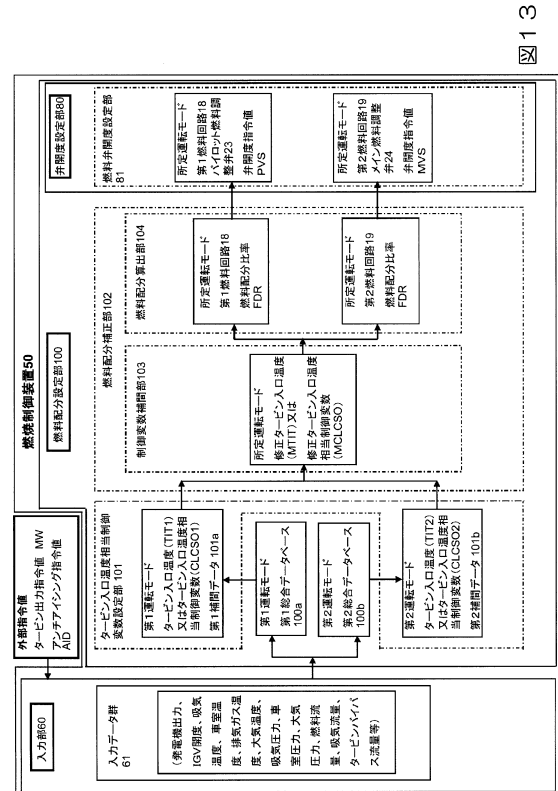 図13
燃焼制御装置50
外部指令値
タービン出力指令値 MW
アンチアイシング指令値
AID
入力部60
入力データ群
61
(発電機出力、
IGV開度、吸気
温度、車室温
度、排気ガス温
度、大気温度、
吸気圧力、車
室圧力、大気
圧力、燃料流
量、吸気流量、
タービンバイパ
ス流量等)
燃料配分設定部100
タービン入口温度相当制御
変数設定部 101
第1運転モード
タービン入口温度(TIT1)
又はタービン入口温度相
当制御変数(CLCSO1)
第1補間データ 101a
第1運転モード
第1総合データベース
100a
第2運転モード
第2総合データベース
100b
第2運転モード
タービン入口温度(TIT2)
又はタービン入口温度相
当制御変数(CLCSO2)
第2補間データ 101b
燃料配分補正部102
制御変数補間部103
所定運転モード
修正タービン入口温度
(MTIT)又は
修正タービン入口温度
相当制御変数
(MCLCSO)
燃料配分算出部104
所定運転モード
第1燃料回路18
燃料配分比率
FDR
所定運転モード
第2燃料回路19
燃料配分比率
FDR
弁開度設定部80
燃料弁開度設定部
81
所定運転モード
第1燃料回路18
パイロット燃料調
整弁23
弁開度指令値
PVS
所定運転モード
第2燃料回路19
メイン燃料調整
弁24
弁開度指令値
MVS